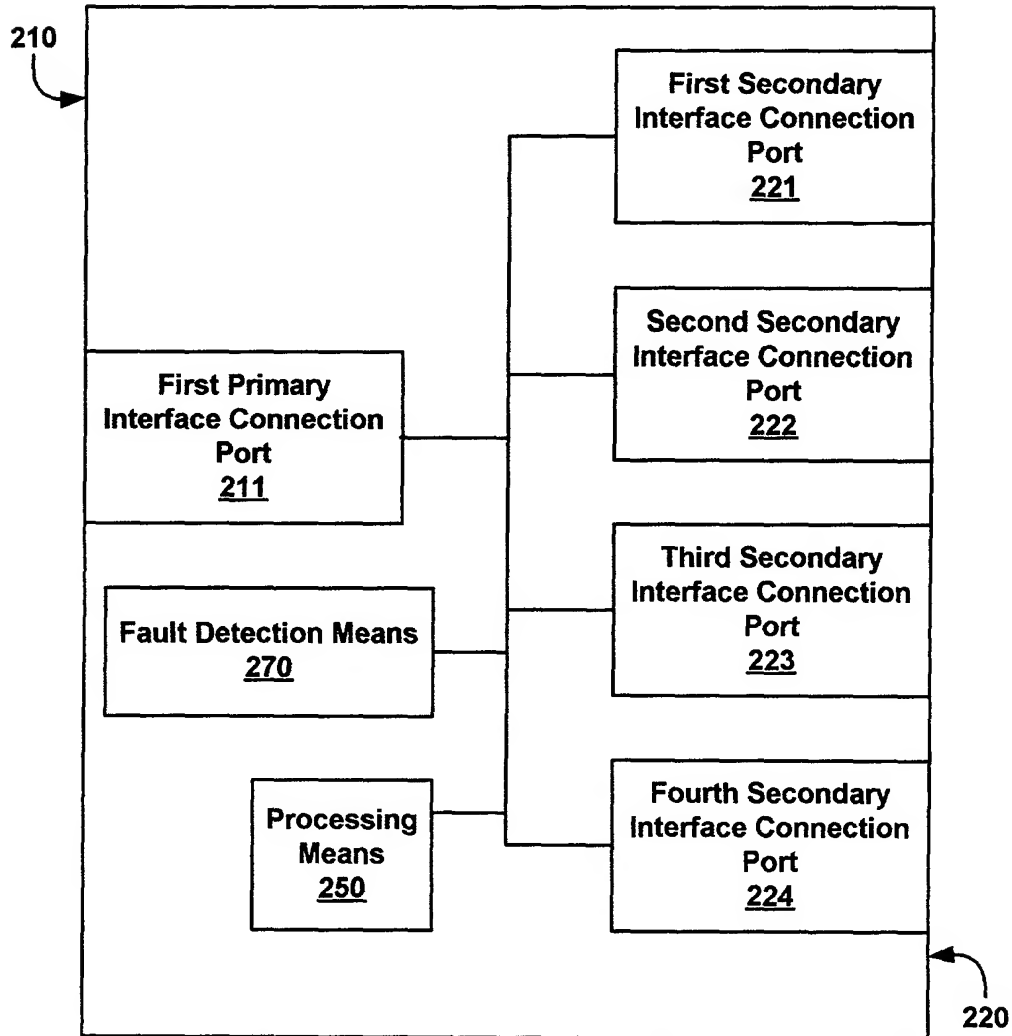 210
First Secondary
Interface Connection
Port
221
Second Secondary
Interface Connection
Port
222
First Primary
Interface Connection
Port
211
Third Secondary
Interface Connection
Port
223
Fault Detection Means
270
Fourth Secondary
Interface Connection
Port
224
Processing
Means
250
220